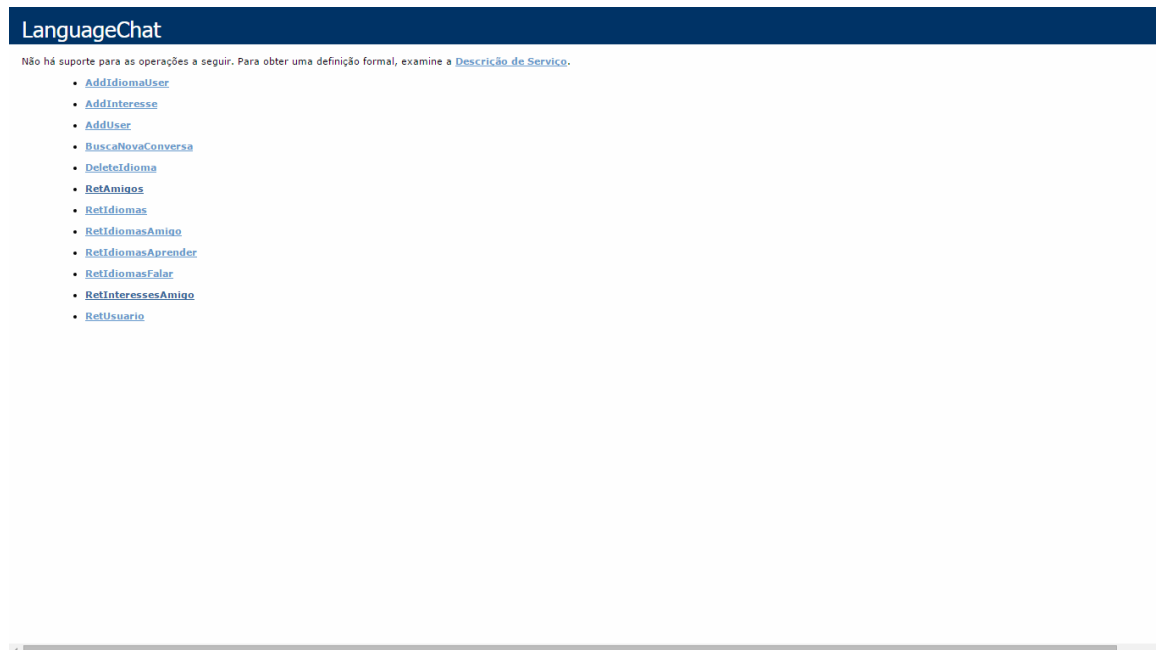 LanguageChat
Não há suporte para as operações a seguir. Para obter uma definição formal, examine a Descrição de Serviço.
AddIdiomaUser
AddInteresse
AddUser
BuscaNovaConversa
DeleteIdioma
RetAmigos
RetIdiomas
RetIdiomasAmigo
RetIdiomasAprender
RetIdiomasFalar
RetInteressesAmigo
RetUsuario